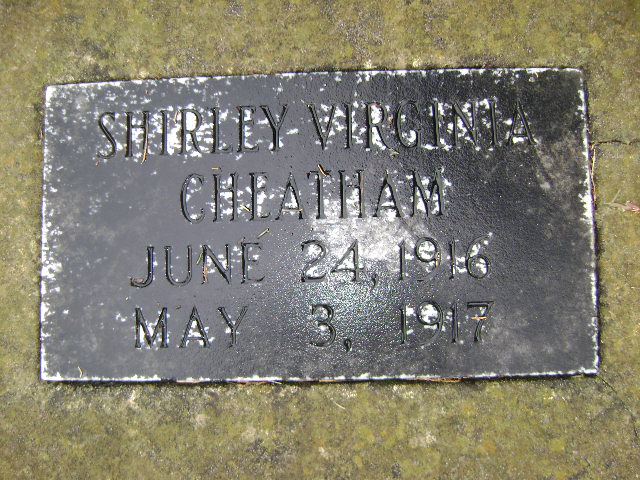 SHIRLEY VIRGINIA
CHEATHAM
JUNE 24, 1916
MAY 3, 1917